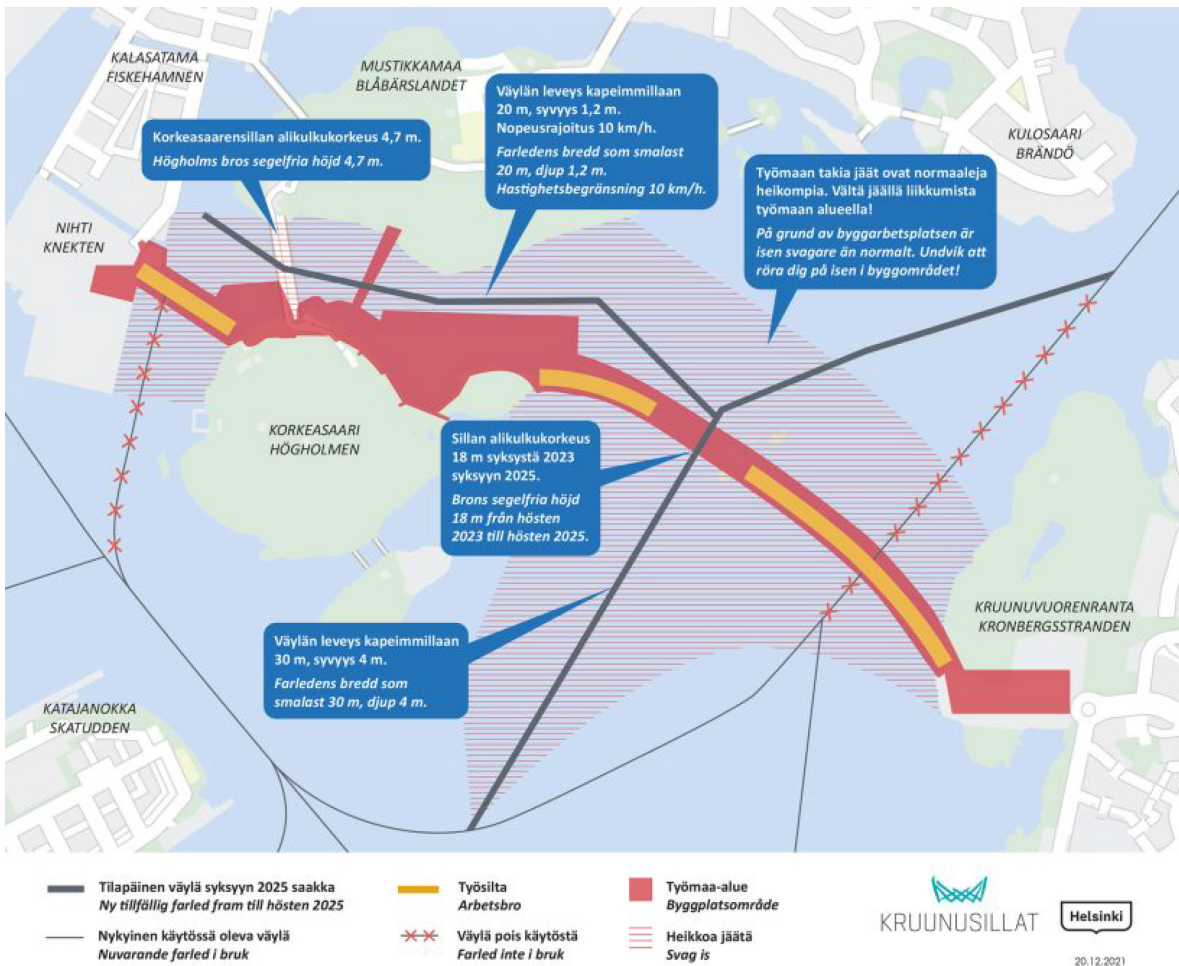 KALASATAMA
FISKEHAMNEN
MUSTIKKAMAA
BLÅBÄRSLANDET
Väylän leveys kapeimmillaan
20 m, syvyys 1,2 m.
Nopeusrajoitus 10 km/h.
Farledens bredd som smalast
20 m, djup 1,2 m.
Hastighetsbegränsning 10 km/h.
Korkeasaarensillan alikulkukorkeus 4,7 m.
Högholms bros segelfria höjd 4,7 m.
KULOSAARI
BRÄNDÖ
Työmaan takia jäät ovat normaaleja
heikompia. Vältä jäällä liikkumista
työmaan alueella!
På grund av byggarbetsplatsen är
isen svagare än normalt. Undvik att
röra dig på isen i byggområdet!
NIHTI
KNEKTEN
KORKEASAARI
HÖGHOLMEN
Sillan alikulkukorkeus
18 m syksystä 2023
syksyyn 2025.
Brons segelfria höjd
18 m från hösten
2023 till hösten 2025.
KRUUNUVUORENRANTA
KRONBERGSSTRANDEN
Väylän leveys kapeimmillaan
30 m, syvyys 4 m.
Farledens bredd som
smalast 30 m, djup 4 m.
KATAJANOKKA
SKATUDDEN
Tilapäinen väylä syksyyn 2025 saakka
Ny tillfällig farled fram till hösten 2025
Nykyinen käytössä oleva väylä
Nuvarande farled i bruk
Työsilta
Arbetsbro
Väylä pois käytöstä
Farled inte i bruk
Työmaa-alue
Byggplatsområde
Heikkoa jäätä
Svag is
KRUUNUSILLAT
Helsinki
20.12.2021